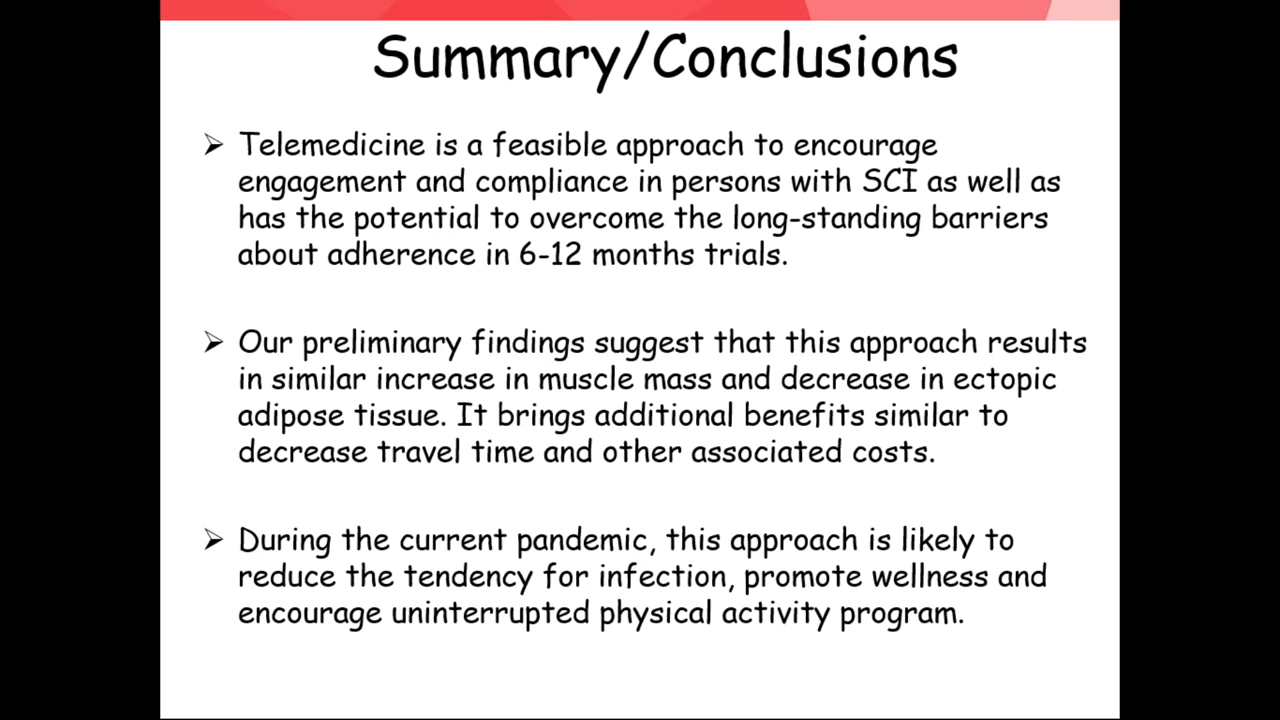 Summary/Conclusions
➢ Telemedicine is a feasible approach to encourage
engagement and compliance in persons with SCI as well as
has the potential to overcome the long-standing barriers
about adherence in 6-12 months trials.
➢ Our preliminary findings suggest that this approach results
in similar increase in muscle mass and decrease in ectopic
adipose tissue. It brings additional benefits similar to
decrease travel time and other associated costs.
➢ During the current pandemic, this approach is likely to
reduce the tendency for infection, promote wellness and
encourage uninterrupted physical activity program.